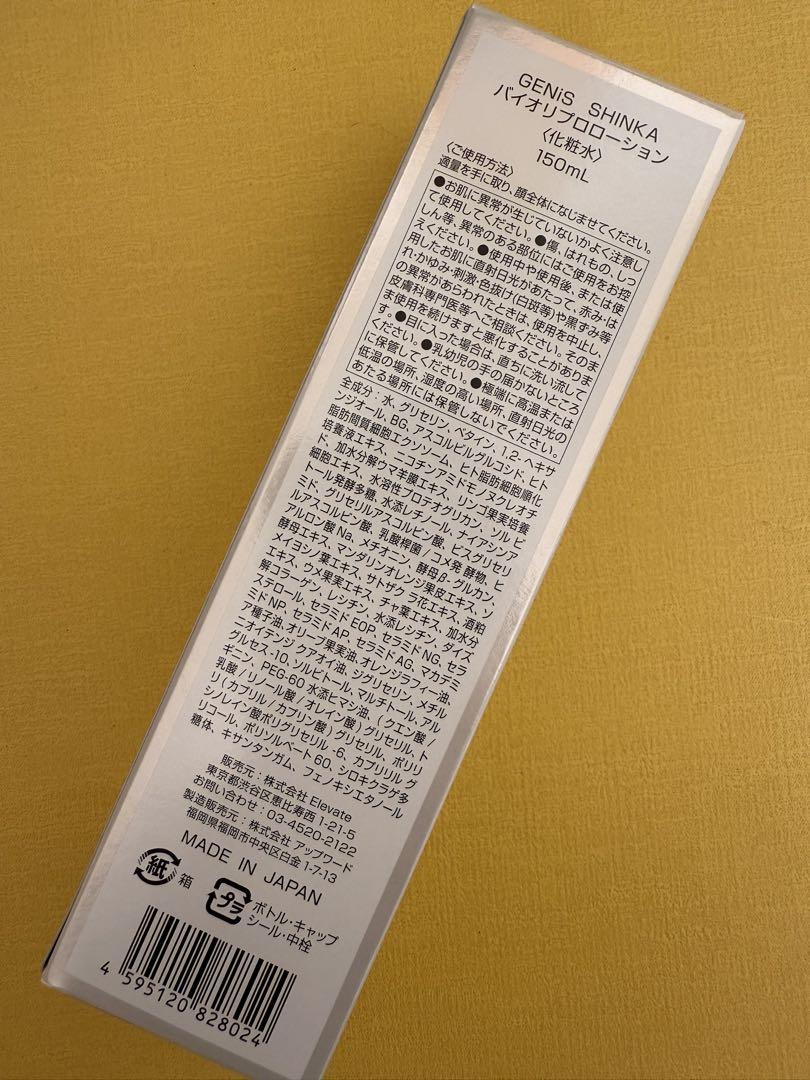 GENiS SHINKA
バイオリプロローション
〈化粧水〉
150mL
〈ご使用方法〉
適量を手に取り、顔全体になじませてください。
●お肌に異常が生じていないかよく注意し
て使用してください。●傷、はれもの、しっ
しん等、異常のある部位にはご使用をお控
えください。●使用中や使用後、または使
用したお肌に直射日光があたって、赤み・は
れ・かゆみ・刺激・色抜け(白斑等)や黒ずみ等
の異常があらわれたときは、使用を中止し、
皮膚科専門医等へご相談ください。そのま
ま使用を続けますと悪化することがありま
す。●目に入った場合は、直ちに洗い流して
ください。●乳幼児の手の届かないところ
に保管してください。●極端に高温または
低温の場所、湿度の高い場所、直射日光の
あたる場所には保管しないでください。
全成分：水、グリセリン、ベタイン、1,2-ヘキサ
ンジオール、BG、アスコルビルグルコシド、ヒト
脂肪間質細胞エクソソーム、ヒト脂肪細胞順化
培養液エキス、ニコチンアミドモノヌクレオチ
ド、加水分解ウマ羊膜エキス、リンゴ果実培養
細胞エキス、水溶性プロテオグリカン、ソルビ
トール発酵多糖、水添レチノール、ナイアシンア
ミド、グリセリルアスコルビン酸、ビスグリセリ
ルアスコルビン酸、乳酸桿菌/コメ発酵物、ヒ
アルロン酸Na、メチオニン、酵母β-グルカン、
酵母エキス、マンダリンオレンジ果皮エキス、ソ
メイヨシノ葉エキス、サトザクラ花エキス、酒粕
エキス、ウメ果実エキス、チャ葉エキス、加水分
解コラーゲン、レシチン、水添レシチン、ダイズ
ステロール、セラミドEOP、セラミドNG、セラ
ミドNP、セラミドAP、セラミドAG、マカデミ
ア種子油、オリーブ果実油、オレンジラフィー油、
ニオイテンジクアオイ油、ジグリセリン、メチル
グルセス-10、ソルビトール、マルチトール、アル
ギニン、PEG-60水添ヒマシ油、(クエン酸/
乳酸/リノール酸/オレイン酸)グリセリル、ト
リ(カプリル/カプリン酸)グリセリル、ポリリ
シノレイン酸ポリグリセリル-6、カプリリルグ
リコール、ポリソルベート60、シロキクラゲ多
糖体、キサンタンガム、フェノキシエタノール
販売元：株式会社Elevate
東京都渋谷区恵比寿西1-21-5
お問い合わせ：03-4520-2122
製造販売元：株式会社アップワード
福岡県福岡市中央区白金1-7-13
MADE IN JAPAN
紙 箱
プラ ボトル・キャップ
シール・中栓
4 595120 828024